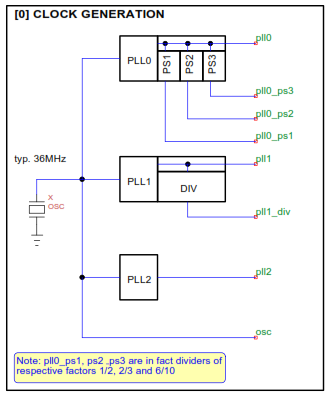 [0] CLOCK GENERATION
pll0
PLL0
PS1
PS2
PS3
pll0_ps3
pll0_ps2
pll0_ps1
typ. 36MHz
pll1
PLL1
DIV
X
OSC
pll1_div
pll2
PLL2
osc
Note: pll0_ps1, ps2 ,ps3 are in fact dividers of
respective factors 1/2, 2/3 and 6/10